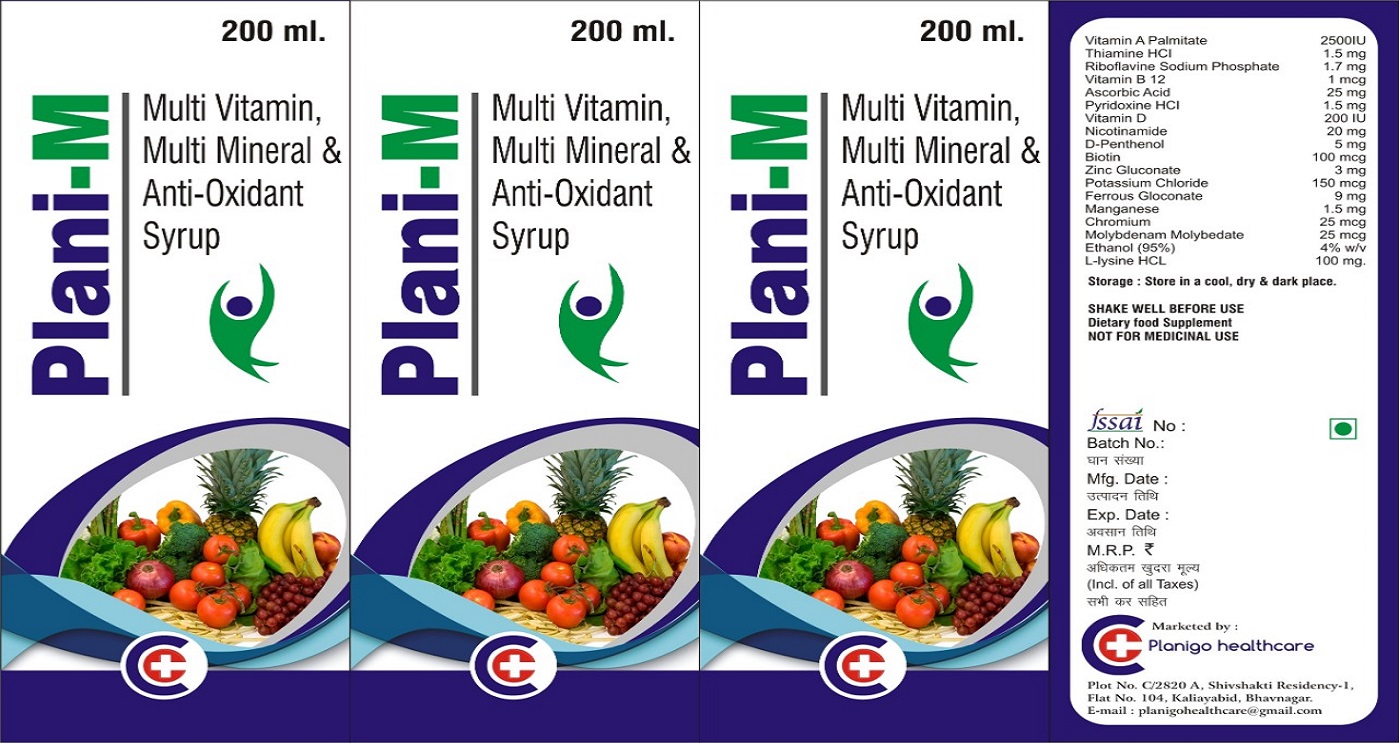 200 ml.
Plani-M
Multi Vitamin,
Multi Mineral &
Anti-Oxidant
Syrup
200 ml.
Plani-M
Multi Vitamin,
Multi Mineral &
Anti-Oxidant
Syrup
200 ml.
Plani-M
Multi Vitamin,
Multi Mineral &
Anti-Oxidant
Syrup
Vitamin A Palmitate 2500IU
Thiamine HCl 1.5 mg
Riboflavine Sodium Phosphate 1.7 mg
Vitamin B 12 1 mcg
Ascorbic Acid 25 mg
Pyridoxine HCl 1.5 mg
Vitamin D 200 IU
Nicotinamide 20 mg
D-Penthenol 5 mg
Biotin 100 mcg
Zinc Gluconate 3 mg
Potassium Chloride 150 mcg
Ferrous Gloconate 9 mg
Manganese 1.5 mg
Chromium 25 mcg
Molybdenam Molybedate 25 mcg
Ethanol (95%) 4% w/v
L-lysine HCL 100 mg.
Storage : Store in a cool, dry & dark place.
SHAKE WELL BEFORE USE
Dietary food Supplement
NOT FOR MEDICINAL USE
fssai No :
Batch No.:
घान संख्या
Mfg. Date :
उत्पादन तिथि
Exp. Date :
अवसान तिथि
M.R.P. ₹
अधिकतम खुदरा मूल्य
(Incl. of all Taxes)
सभी कर सहित
Marketed by :
Planigo healthcare
Plot No. C/2820 A, Shivshakti Residency-1,
Flat No. 104, Kaliayabid, Bhavnagar.
E-mail : planigohealthcare@gmail.com